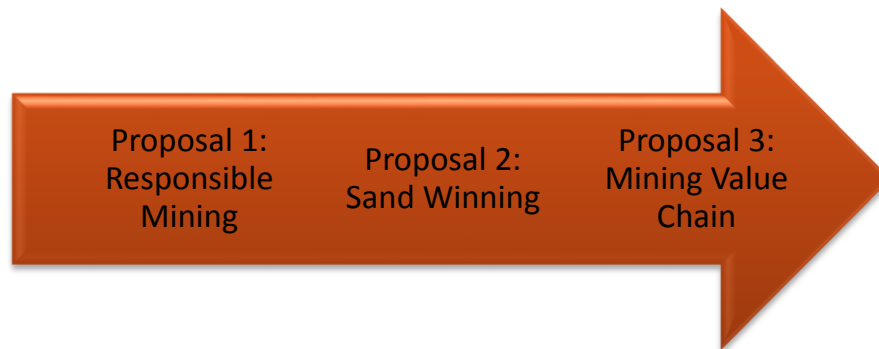 Proposal 1:
Responsible
Mining
Proposal 2:
Sand Winning
Proposal 3:
Mining Value
Chain